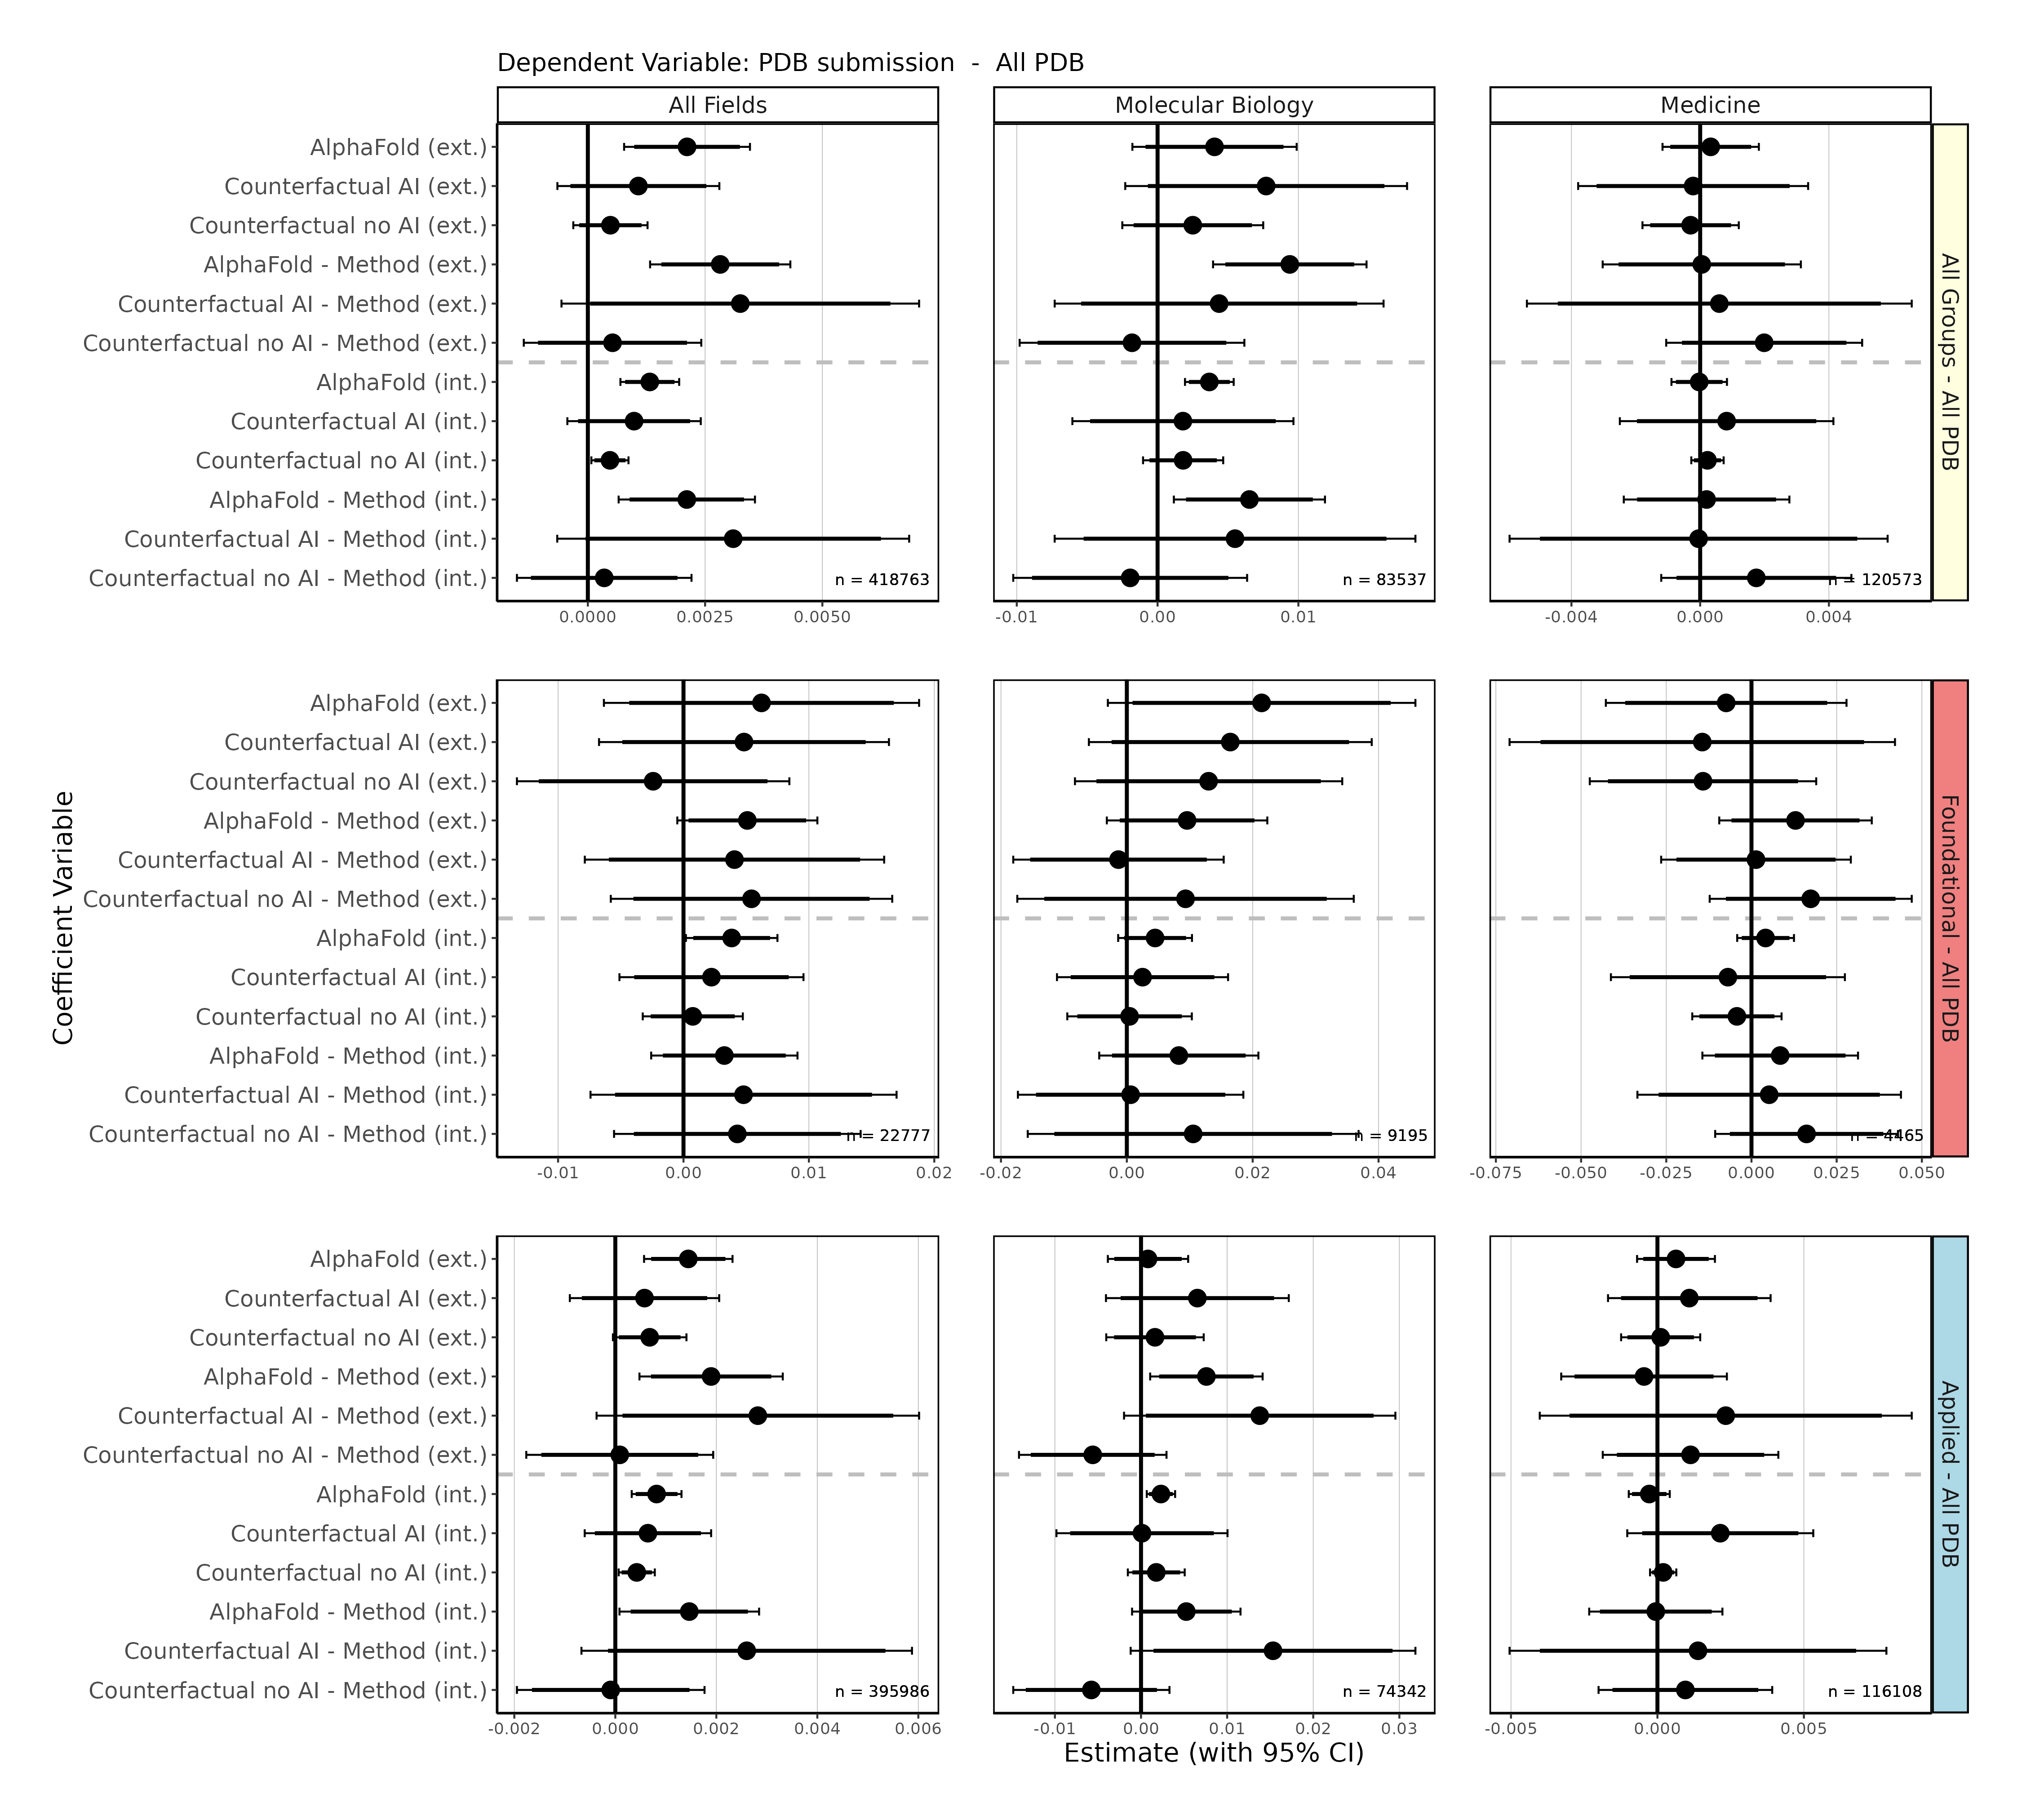 Dependent Variable: PDB submission  -  All PDB
All Fields
Molecular Biology
Medicine
AlphaFold (ext.)
Counterfactual AI (ext.)
Counterfactual no AI (ext.)
AlphaFold - Method (ext.)
Counterfactual AI - Method (ext.)
Counterfactual no AI - Method (ext.)
AlphaFold (int.)
Counterfactual AI (int.)
Counterfactual no AI (int.)
AlphaFold - Method (int.)
Counterfactual AI - Method (int.)
Counterfactual no AI - Method (int.)
n = 418763
n = 83537
n = 120573
All Groups - All PDB
0.0000 0.0025 0.0050
-0.01 0.00 0.01
-0.004 0.000 0.004
Coefficient Variable
AlphaFold (ext.)
Counterfactual AI (ext.)
Counterfactual no AI (ext.)
AlphaFold - Method (ext.)
Counterfactual AI - Method (ext.)
Counterfactual no AI - Method (ext.)
AlphaFold (int.)
Counterfactual AI (int.)
Counterfactual no AI (int.)
AlphaFold - Method (int.)
Counterfactual AI - Method (int.)
Counterfactual no AI - Method (int.)
n = 22777
n = 9195
n = 4465
Foundational - All PDB
-0.01 0.00 0.01 0.02
-0.02 0.00 0.02 0.04
-0.075 -0.050 -0.025 0.000 0.025 0.050
AlphaFold (ext.)
Counterfactual AI (ext.)
Counterfactual no AI (ext.)
AlphaFold - Method (ext.)
Counterfactual AI - Method (ext.)
Counterfactual no AI - Method (ext.)
AlphaFold (int.)
Counterfactual AI (int.)
Counterfactual no AI (int.)
AlphaFold - Method (int.)
Counterfactual AI - Method (int.)
Counterfactual no AI - Method (int.)
n = 395986
n = 74342
n = 116108
Applied - All PDB
-0.002 0.000 0.002 0.004 0.006
-0.01 0.00 0.01 0.02 0.03
-0.005 0.000 0.005
Estimate (with 95% CI)